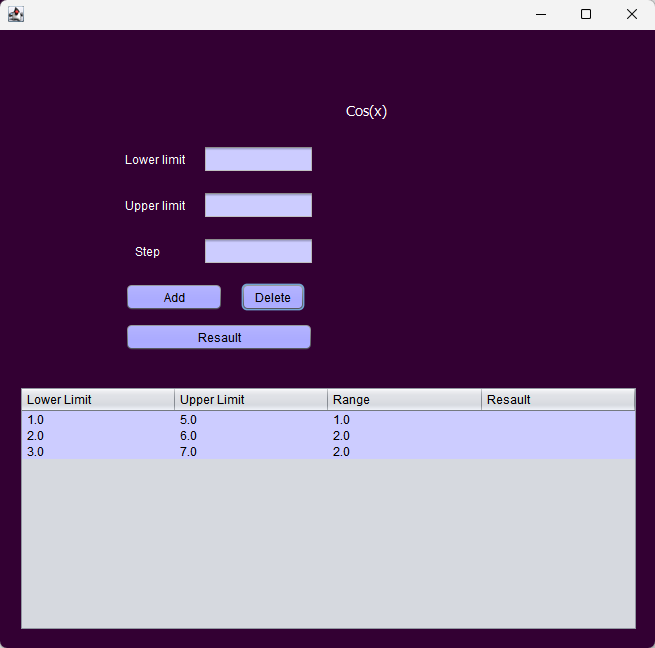 Cos(x)
Lower limit
Upper limit
Step
Add Delete
Resault
Lower Limit Upper Limit Range Resault
1.0 5.0 1.0
2.0 6.0 2.0
3.0 7.0 2.0